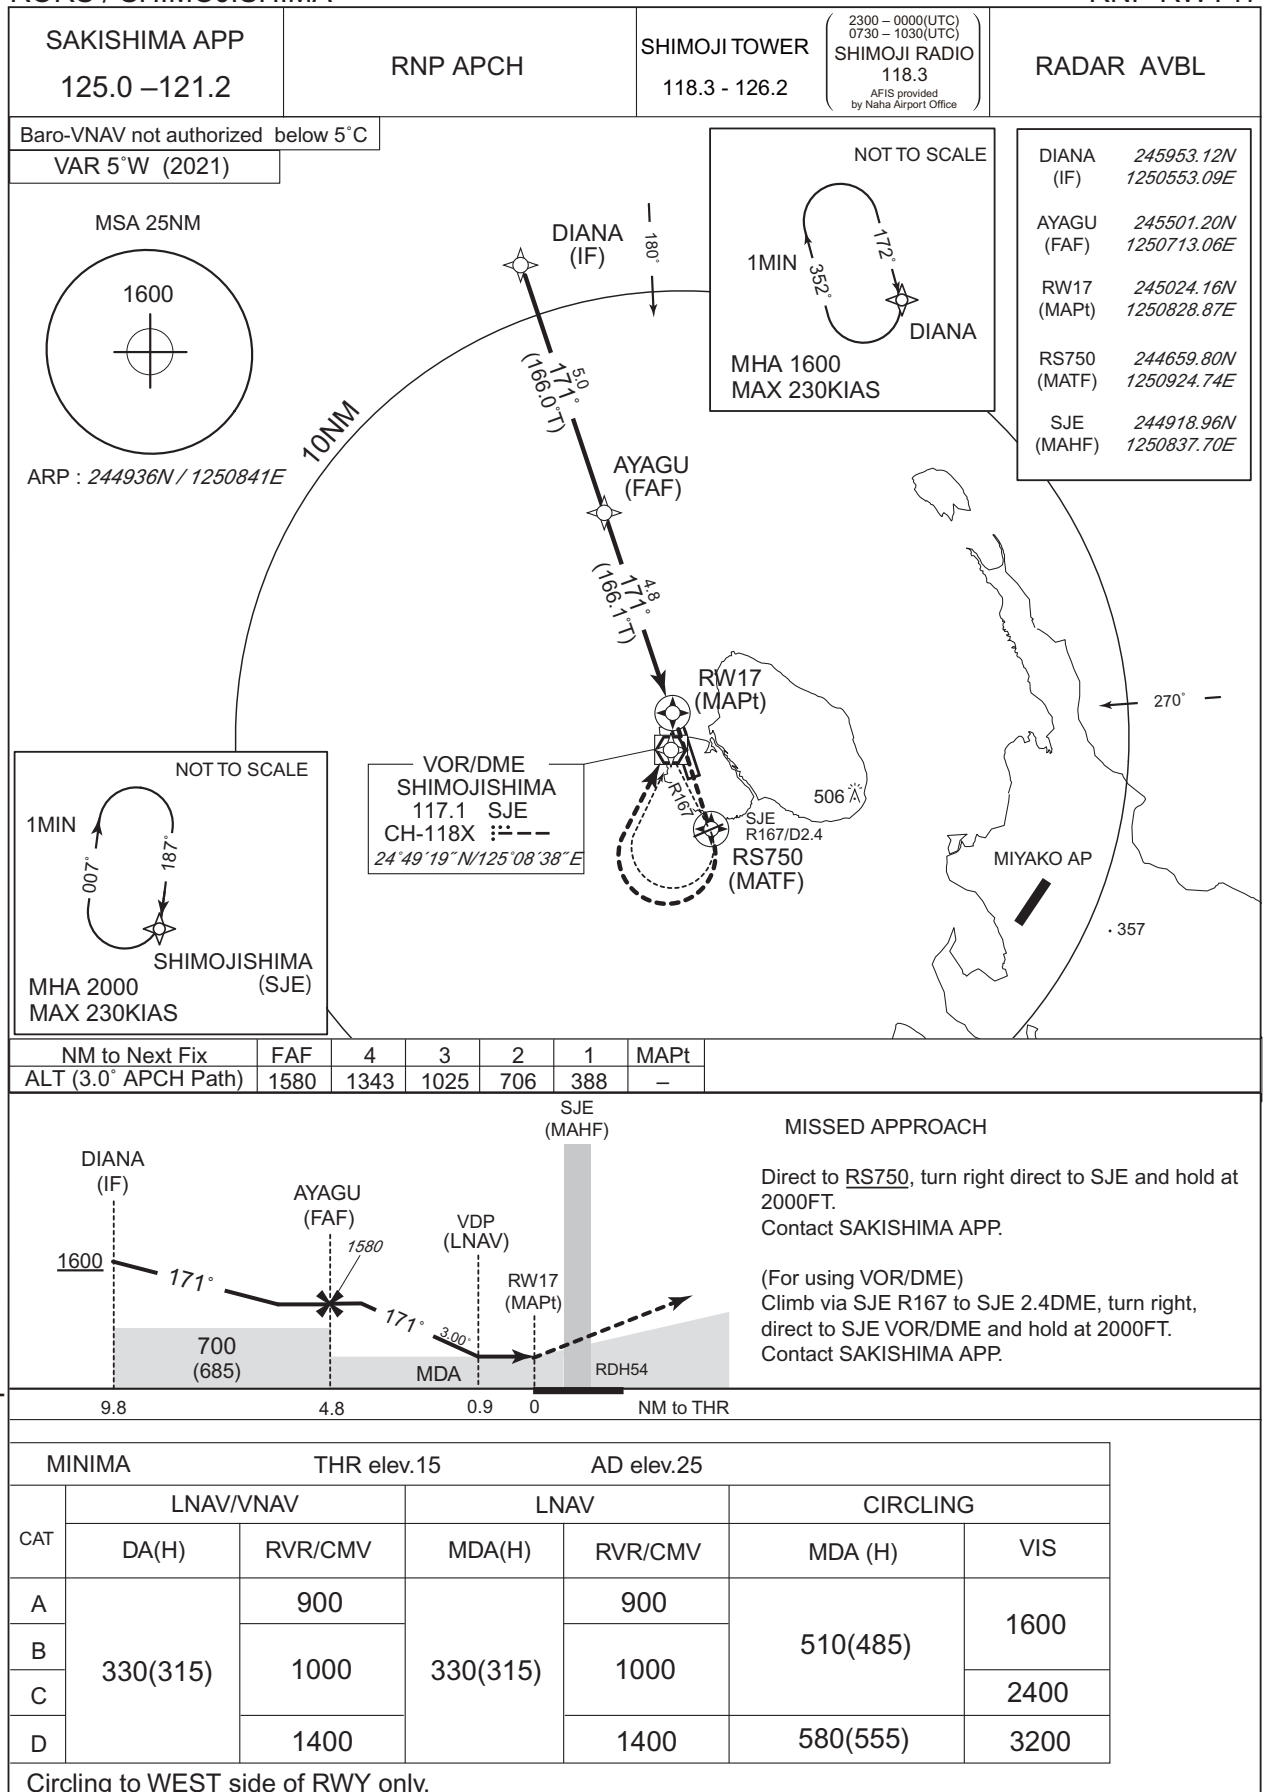 SAKISHIMA APP
125.0 –121.2
RNP APCH
SHIMOJI TOWER
118.3 - 126.2
2300 – 0000(UTC)
0730 – 1030(UTC)
SHIMOJI RADIO
118.3
AFIS provided
by Naha Airport Office
RADAR AVBL
Baro-VNAV not authorized below 5˚C
VAR 5˚W (2021)
MSA 25NM
1600
ARP : 244936N / 1250841E
10NM
DIANA
(IF)
180˚
5.0
171˚
(166.0˚T)
AYAGU
(FAF)
4.8
171˚
(166.1˚T)
RW17
(MAPt)
NOT TO SCALE
1MIN
352˚
172˚
DIANA
MHA 1600
MAX 230KIAS
DIANA 245953.12N
(IF) 1250553.09E
AYAGU 245501.20N
(FAF) 1250713.06E
RW17 245024.16N
(MAPt) 1250828.87E
RS750 244659.80N
(MATF) 1250924.74E
SJE 244918.96N
(MAHF) 1250837.70E
270˚
VOR/DME
SHIMOJISHIMA
117.1 SJE
CH-118X
24˚49´19˝N/125˚08´38˝E
R167
506
SJE
R167/D2.4
RS750
(MATF)
MIYAKO AP
357
NOT TO SCALE
1MIN
007˚
187˚
SHIMOJISHIMA
(SJE)
MHA 2000
MAX 230KIAS
NM to Next Fix FAF 4 3 2 1 MAPt
ALT (3.0˚ APCH Path) 1580 1343 1025 706 388 –
SJE
(MAHF)
DIANA
(IF)
AYAGU
(FAF)
1580
VDP
(LNAV)
RW17
(MAPt)
1600
171˚
171˚
3.00˚
700
(685)
MDA
RDH54
9.8 4.8 0.9 0 NM to THR
MISSED APPROACH
Direct to RS750, turn right direct to SJE and hold at
2000FT.
Contact SAKISHIMA APP.
(For using VOR/DME)
Climb via SJE R167 to SJE 2.4DME, turn right,
direct to SJE VOR/DME and hold at 2000FT.
Contact SAKISHIMA APP.
MINIMA THR elev.15 AD elev.25
CAT LNAV/VNAV LNAV CIRCLING
DA(H) RVR/CMV MDA(H) RVR/CMV MDA (H) VIS
A 900 900
B 330(315) 1000 330(315) 1000 510(485) 1600
C 2400
D 1400 1400 580(555) 3200
Circling to WEST side of RWY only.